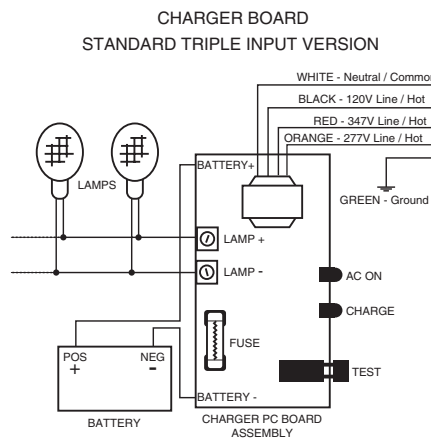 CHARGER BOARD
STANDARD TRIPLE INPUT VERSION
WHITE - Neutral / Common
BLACK - 120V Line / Hot
RED - 347V Line / Hot
ORANGE - 277V Line / Hot
BATTERY+
LAMPS
GREEN - Ground
LAMP +
LAMP -
AC ON
CHARGE
FUSE
POS
NEG
+
-
TEST
BATTERY -
BATTERY
CHARGER PC BOARD
ASSEMBLY